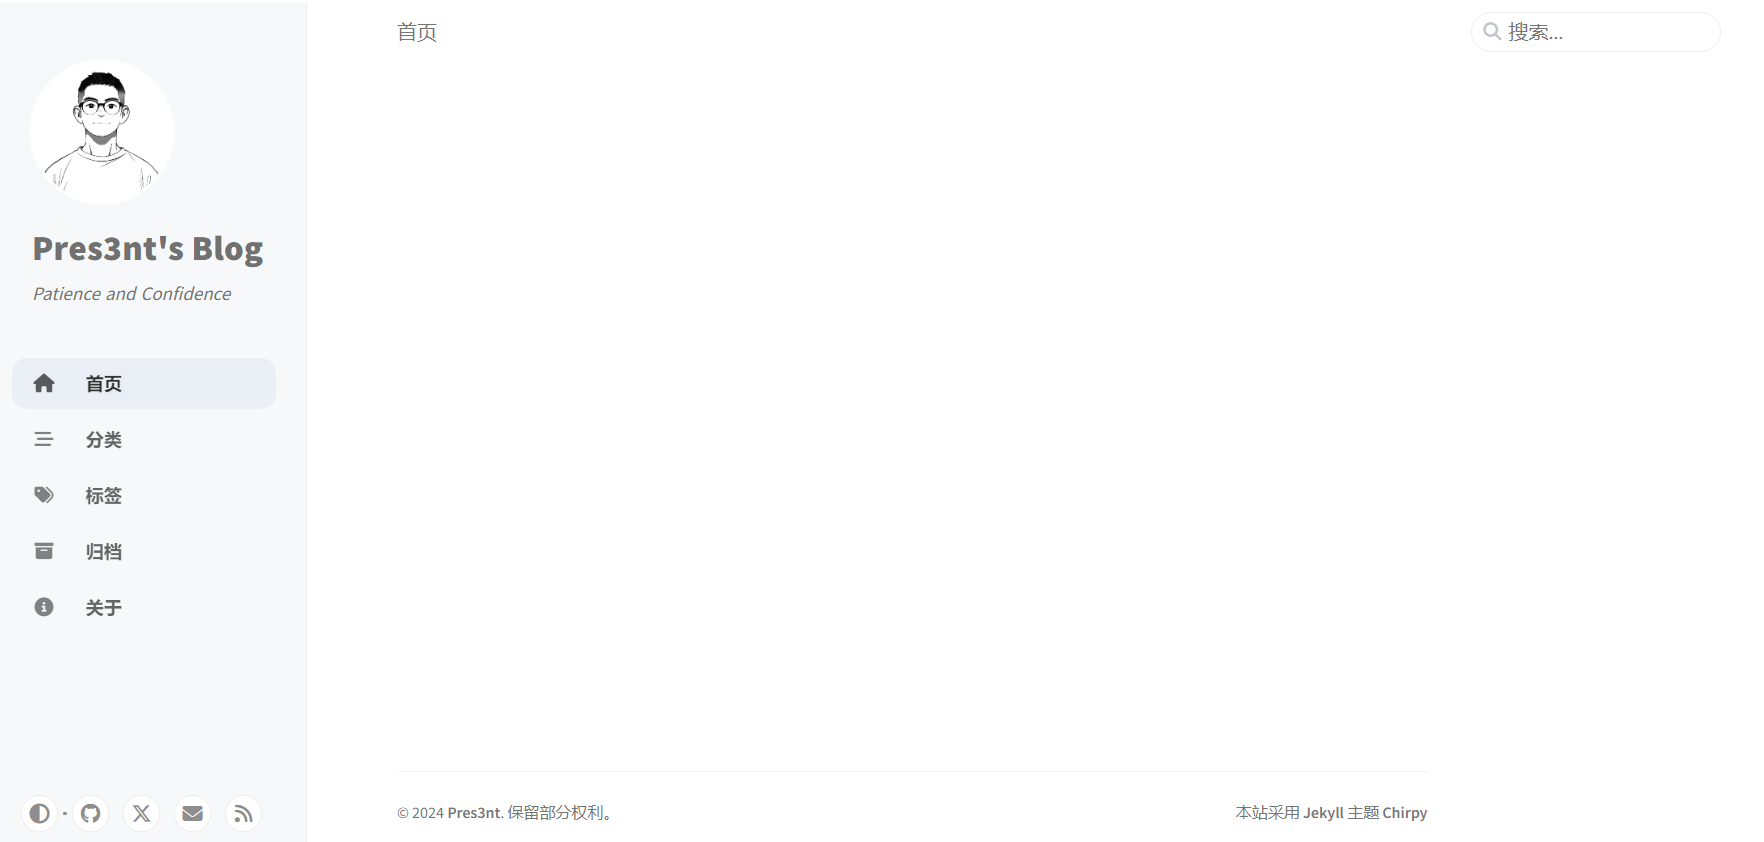 首页
搜索...
Pres3nt's Blog
Patience and Confidence
首页
分类
标签
归档
关于
© 2024 Pres3nt. 保留部分权利。
本站采用 Jekyll 主题 Chirpy